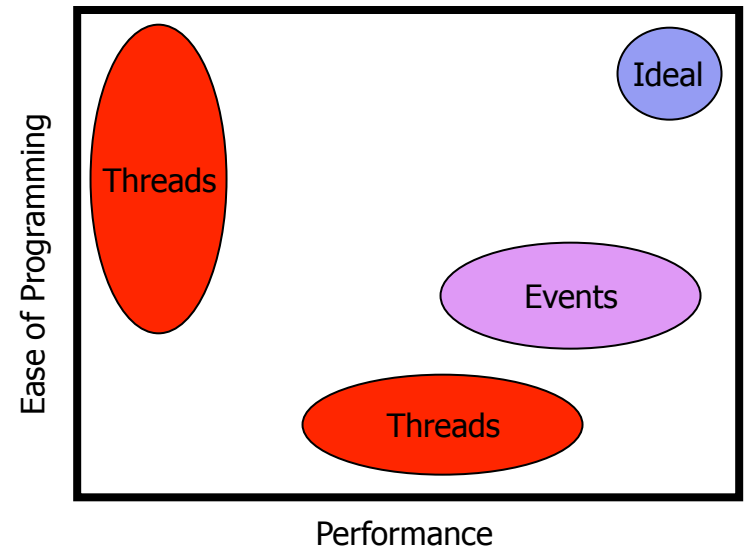 Ideal
Threads
Ease of Programming
Events
Threads
Performance